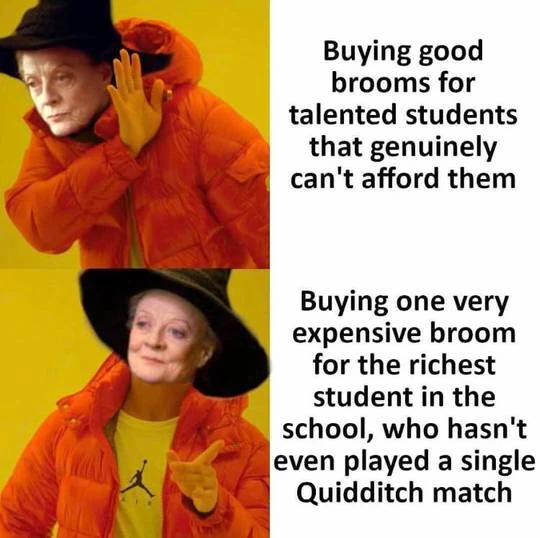 Buying good
brooms for
talented students
that genuinely
can't afford them
Buying one very
expensive broom
for the richest
student in the
school, who hasn't
even played a single
Quidditch match
AIR